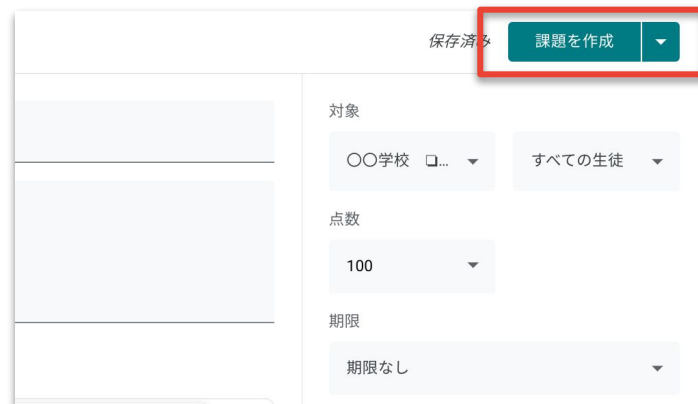 保存済み
課題を作成
対象
〇〇学校 ロ...
すべての生徒
点数
100
期限
期限なし